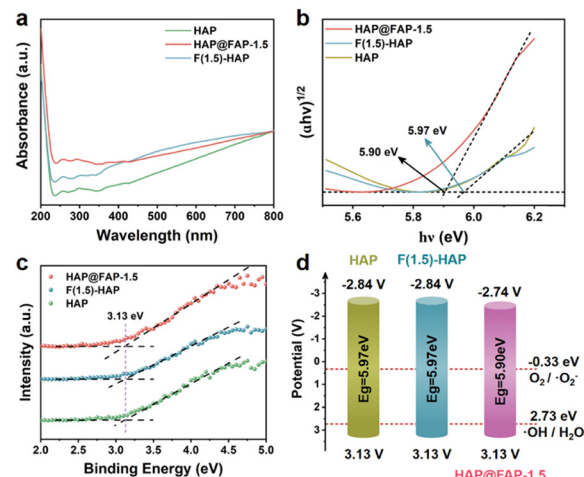 a
HAP
HAP@FAP-1.5
F(1.5)-HAP
Absorbance (a.u.)
200 300 400 500 600 700 800
Wavelength (nm)
b
HAP@FAP-1.5
F(1.5)-HAP
HAP
(αhν)1/2
5.97 eV
5.90 eV
5.6 5.8 6.0 6.2
hν (eV)
c
HAP@FAP-1.5
F(1.5)-HAP
HAP
3.13 eV
Intensity (a.u.)
2.0 2.5 3.0 3.5 4.0 4.5 5.0
Binding Energy (eV)
d
HAP F(1.5)-HAP
-2.84 V -2.84 V -2.74 V
Potential (V)
-3
-2
-1
0
1
2
3
Eg=5.97eV
Eg=5.97eV
Eg=5.90eV
-0.33 eV
O2 / ·O2-
2.73 eV
·OH / H2O
3.13 V 3.13 V 3.13 V
HAP@FAP-1.5